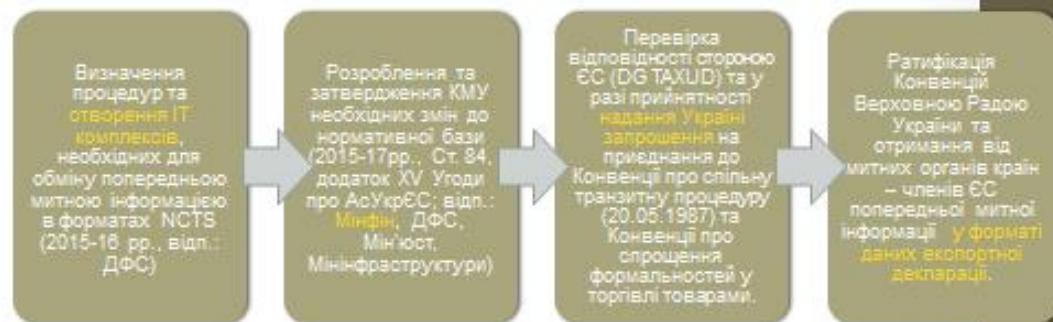 Визначення
процедур та
отворення ІТ
комплексів,
необхідних для
обміну попередньою
митною інформацією
в форматах NCTS
(2015-16 рр., відп.:
ДФС)
Розроблення та
затвердження КМУ
необхідних змін до
нормативної бази
(2015-17рр., Ст. 84,
додаток XV Угоди
про АсУкрЄС; відп.:
Мінфін, ДФС,
Мін'юст,
Мінінфраструктури)
Перевірка
відповідності стороною
ЄС (DG TAXUD) та у
разі прийнятності
надання Україні
запрошення на
приєднання до
Конвенції про спільну
транзитну процедуру
(20.05.1987) та
Конвенції про
спрощення
формальностей у
торгівлі товарами.
Ратифікація
Конвенцій
Верховною Радою
України та
отримання від
митних органів країн
– членів ЄС
попередньої митної
інформації у форматі
даних експортної
декларації.